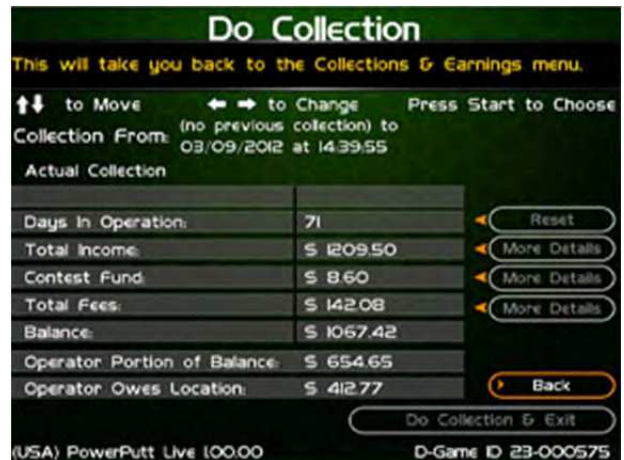 Do Collection
This will take you back to the Collections & Earnings menu.
to Move to Change Press Start to Choose
Collection From: (no previous collection) to
03/09/2012 at 14:39:55
Actual Collection
Days In Operation: 71 Reset
Total Income: $ 1209.50 More Details
Contest Fund: $ 8.60 More Details
Total Fees: $ 142.08 More Details
Balance: $ 1067.42
Operator Portion of Balance: $ 654.65
Operator Owes Location: $ 412.77 Back
Do Collection & Exit
(USA) PowerPutt Live 1.00.00 D-Game ID 23-000575